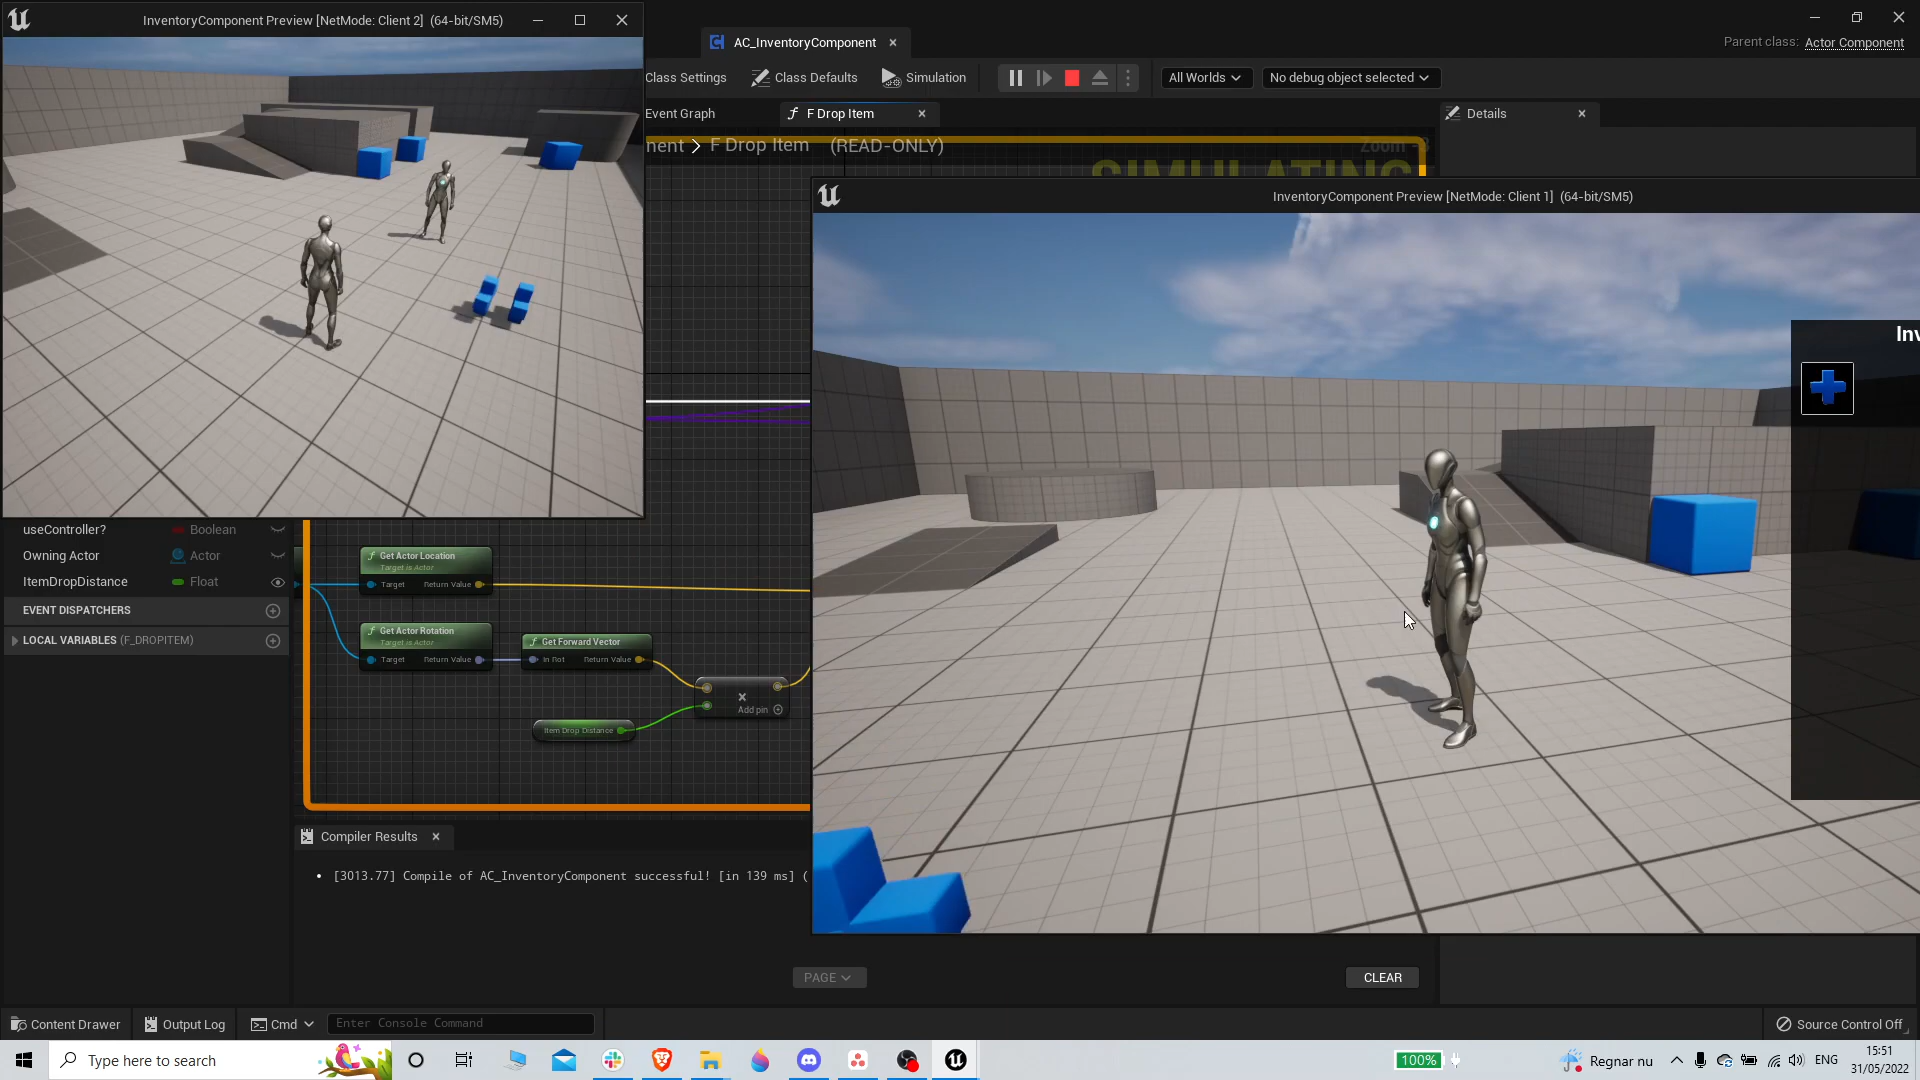 InventoryComponent Preview [NetMode: Client 2]  (64-bit/SM5)
AC_InventoryComponent
Parent class: Actor Component
Class Settings
Class Defaults
Simulation
All Worlds
No debug object selected
Event Graph
F Drop Item
Details
nent > F Drop Item (READ-ONLY)
Zoom -3
SIMULATING
InventoryComponent Preview [NetMode: Client 1]  (64-bit/SM5)
Inv
useController? Boolean
Owning Actor Actor
ItemDropDistance Float
EVENT DISPATCHERS
LOCAL VARIABLES (F_DROPITEM)
Get Actor Location
Target is Actor
Target Return Value
Get Actor Rotation
Target is Actor
Target Return Value
Get Forward Vector
In Rot Return Value
Add pin
Item Drop Distance
Compiler Results
[3013.77] Compile of AC_InventoryComponent successful! [in 139 ms] (
PAGE
CLEAR
Content Drawer
Output Log
Cmd
Enter Console Command
Source Control Off
Type here to search
100%
Regnar nu
ENG
15:51
31/05/2022